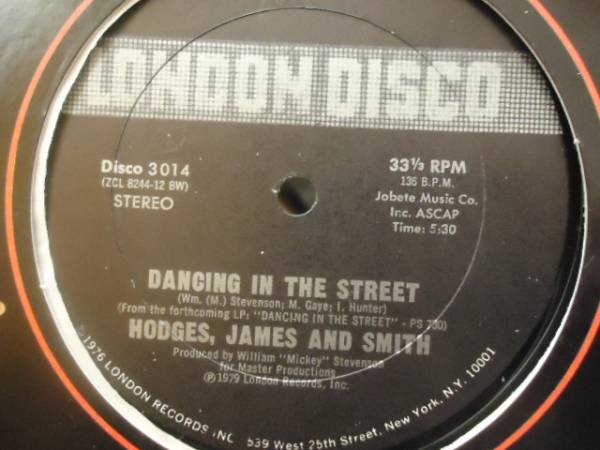 LONDON DISCO
Disco 3014
(ZCL 8244-12 BW)
STEREO
33⅓ RPM
136 B.P.M.
Jobete Music Co.
Inc. ASCAP
Time: 5:30
DANCING IN THE STREET
(Wm. (M.) Stevenson; M. Gaye; I. Hunter)
(From the forthcoming LP: "DANCING IN THE STREET" - PS 700)
HODGES, JAMES AND SMITH
Produced by William "Mickey" Stevenson
for Master Productions
℗ 1979 London Records, Inc.
1976 LONDON RECORDS INC 539 West 25th Street, New York, N.Y. 10001